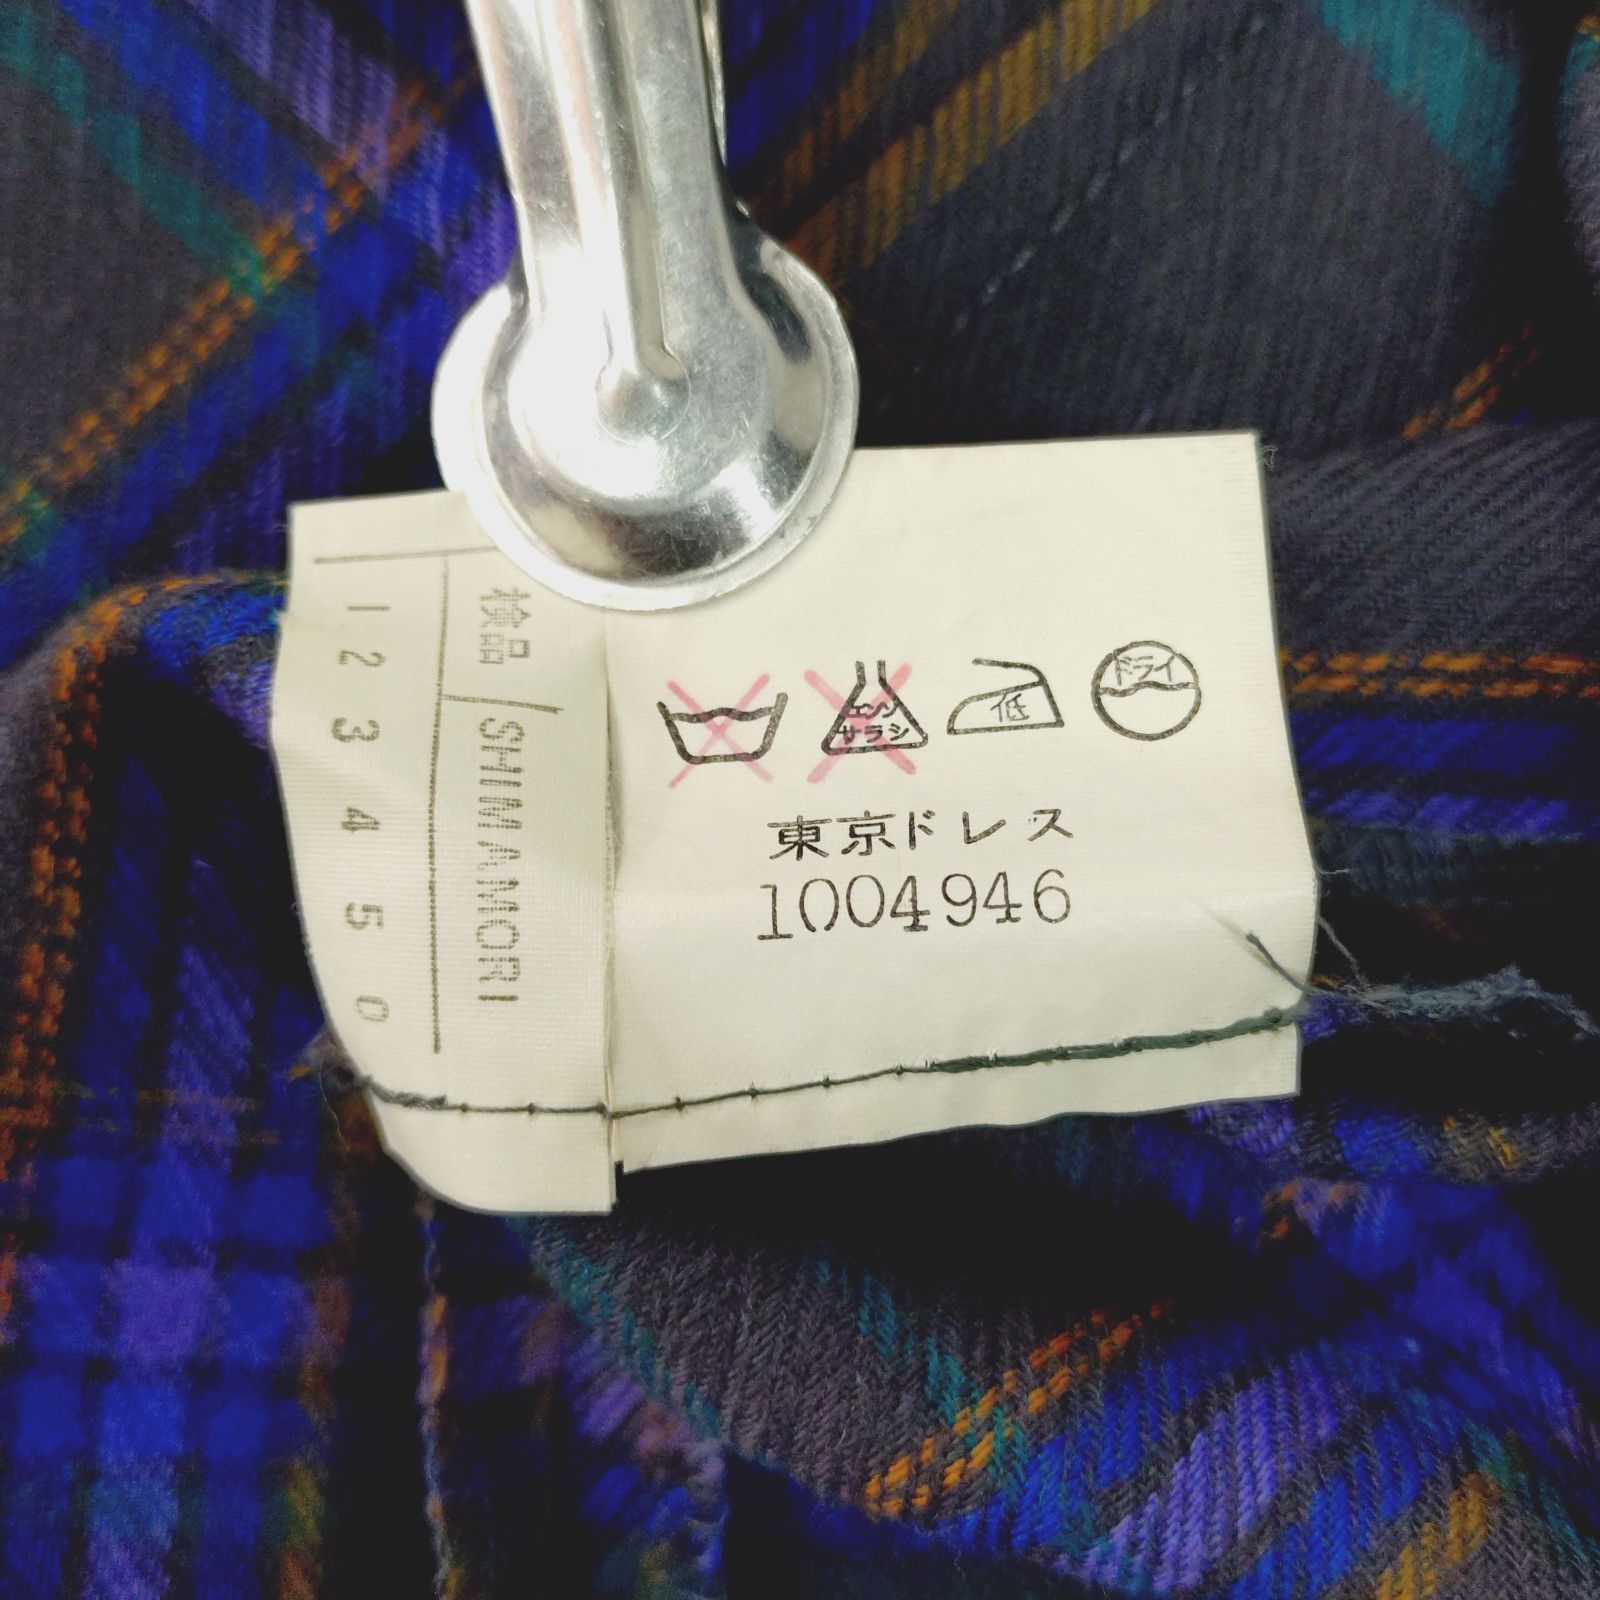 エンソ
サラシ
低
ドライ
東京ドレス
1004946
検品/SHIMAMORI
1 2 3 4 5 0